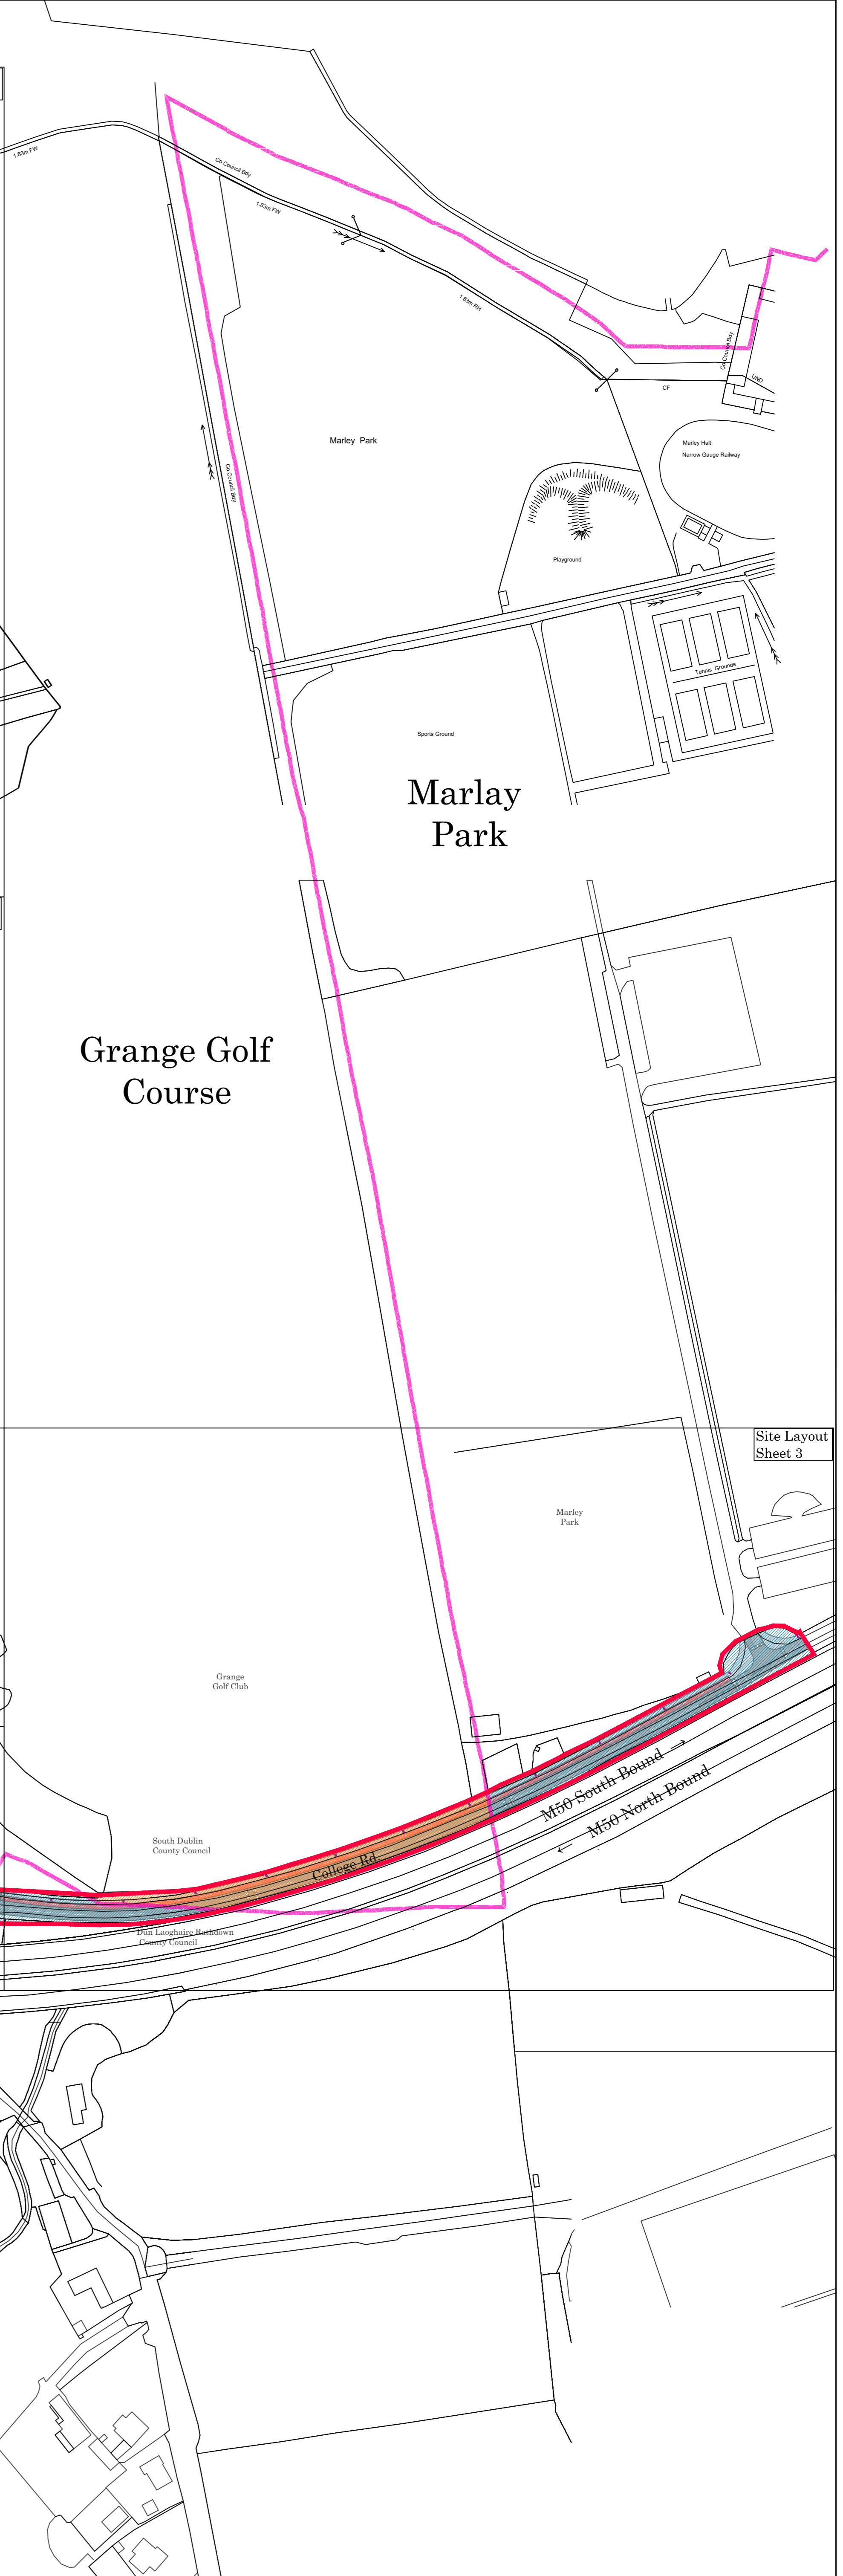 1.83m FW
Co Council Bdy
1.83m FW
1.83m RH
Co Council Bdy
UND
CF
Marley Park
Marley Halt
Narrow Gauge Railway
Co Council Bdy
Playground
Tennis Grounds
Sports Ground
Marlay
Park
Grange Golf
Course
Site Layout
Sheet 3
Marley
Park
Grange
Golf Club
M50 South Bound
M50 North Bound
South Dublin
County Council
College Rd.
Dun Laoghaire Rathdown
County Council